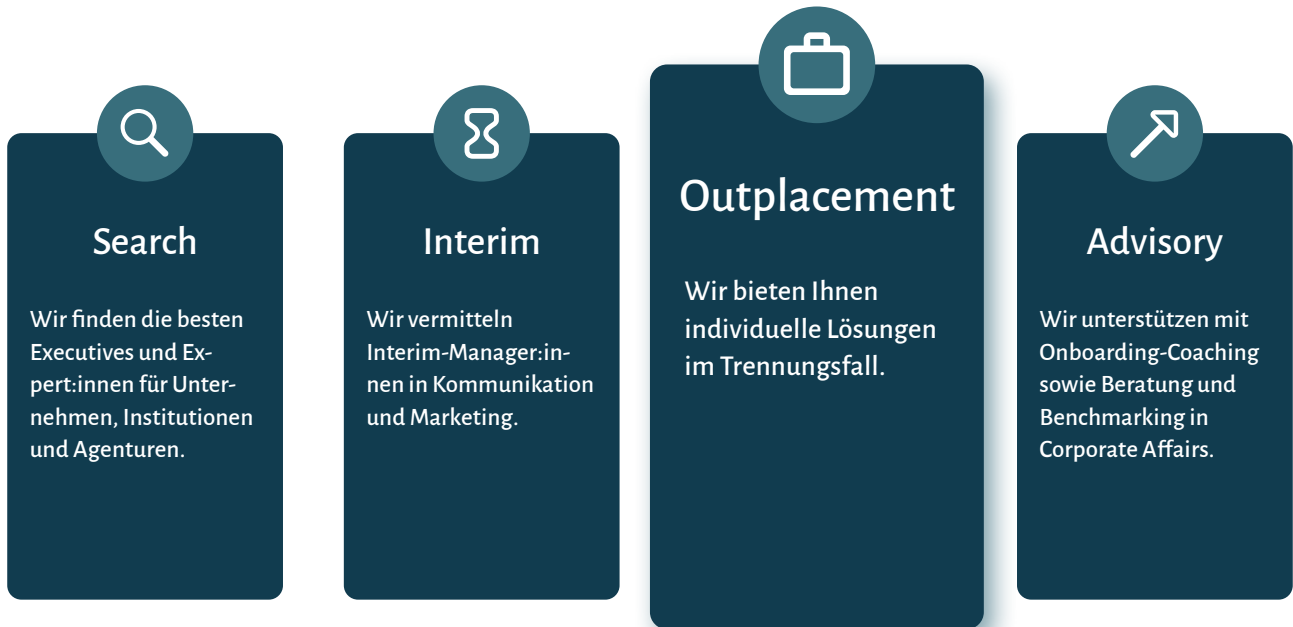 Search
Wir finden die besten
Executives und Ex-
pert:innen für Unter-
nehmen, Institutionen
und Agenturen.
Interim
Wir vermitteln
Interim-Manager:in-
nen in Kommunikation
und Marketing.
Outplacement
Wir bieten Ihnen
individuelle Lösungen
im Trennungsfall.
Advisory
Wir unterstützen mit
Onboarding-Coaching
sowie Beratung und
Benchmarking in
Corporate Affairs.